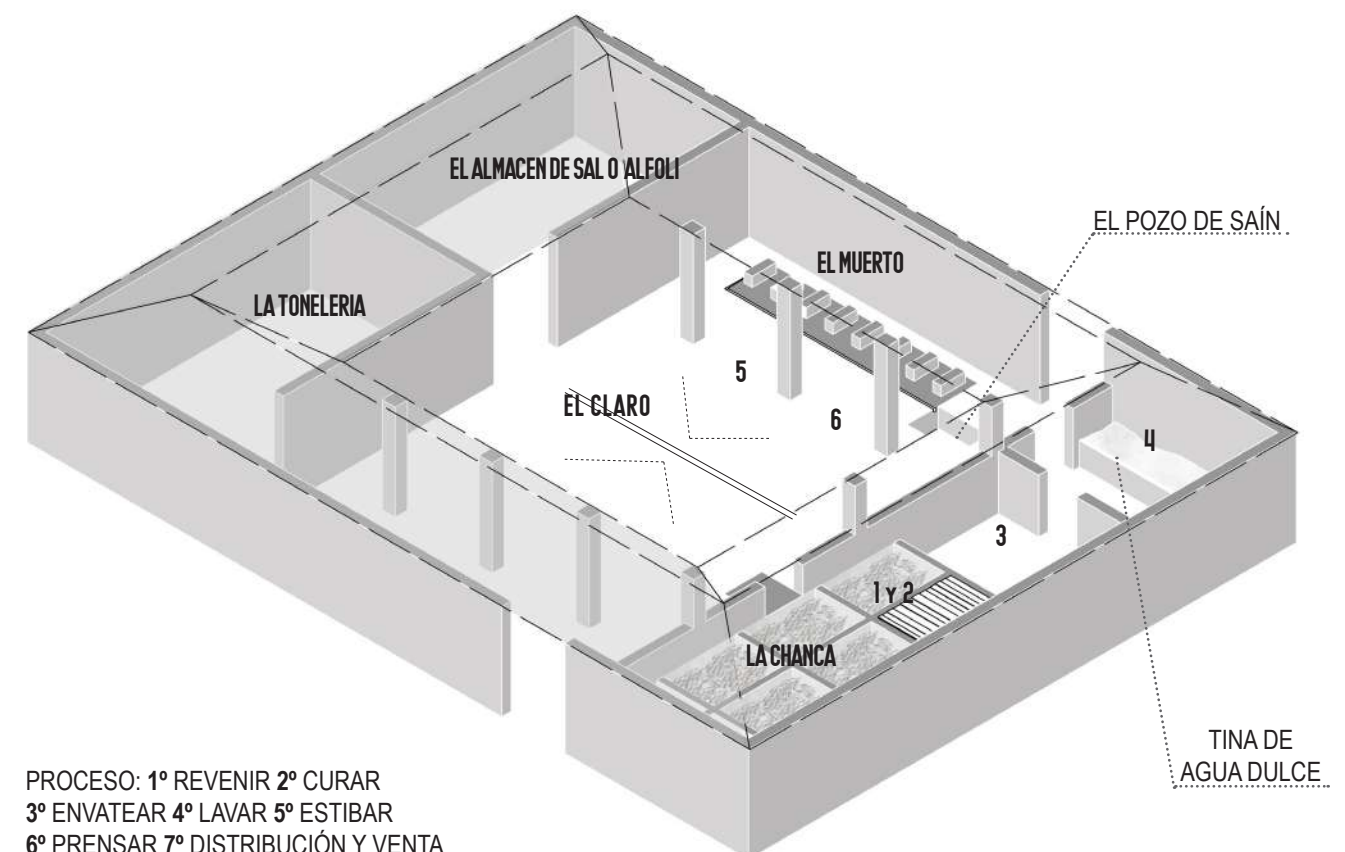 EL ALMACEN DE SAL O ALFOLI
EL POZO DE SAÍN
EL MUERTO
LA TONELERIA
5
EL CLARO
6
4
3
1 Y 2
LA CHANCA
TINA DE
AGUA DULCE
PROCESO: 1º REVENIR 2º CURAR
3º ENVATEAR 4º LAVAR 5º ESTIBAR
6º PRENSAR 7º DISTRIBUCIÓN Y VENTA